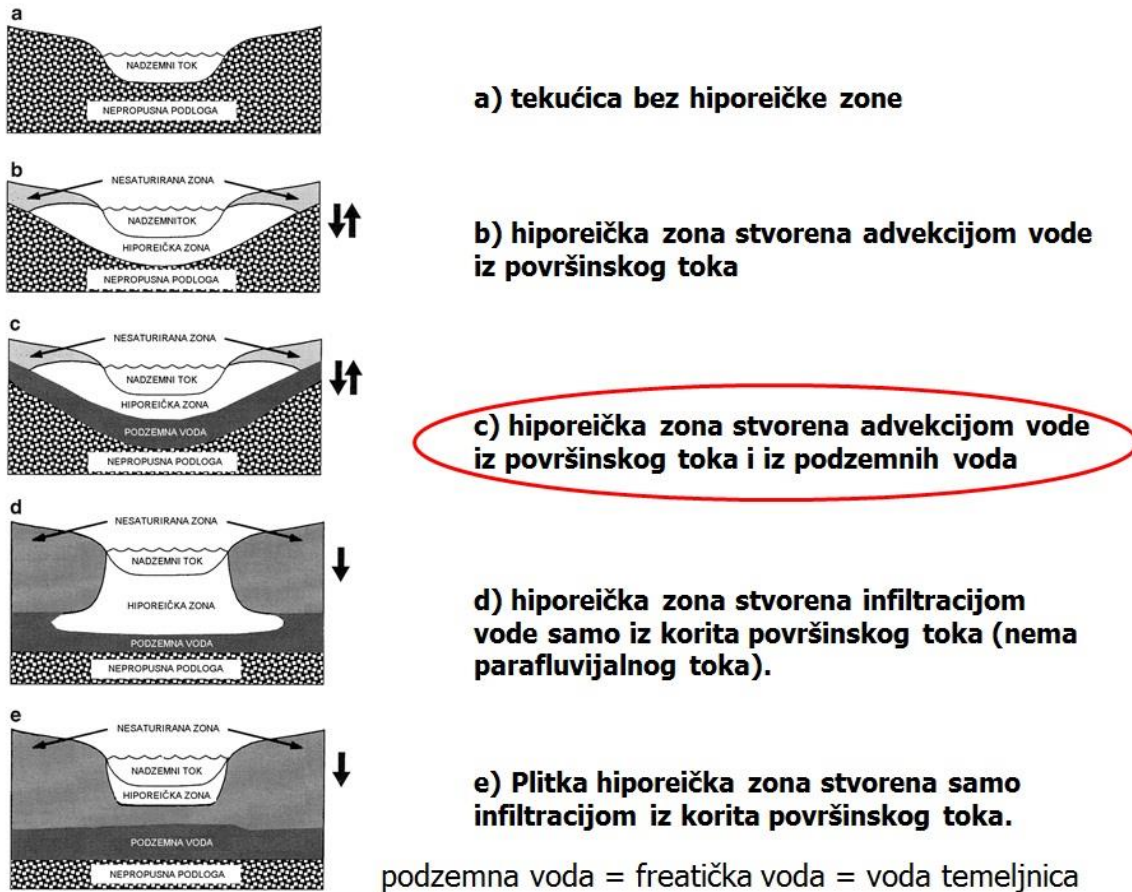 a
NADZEMNI TOK
NEPROPUSNA PODLOGA
a) tekućica bez hiporeičke zone
b
NESATURIRANA ZONA
NADZEMNITOK
HIPOREIČKA ZONA
NEPROPUSNA PODLOGA
b) hiporeička zona stvorena advekcijom vode
iz površinskog toka
c
NESATURIRANA ZONA
NADZEMNI TOK
HIPOREIČKA ZONA
PODZEMNA VODA
NEPROPUSNA PODLOGA
c) hiporeička zona stvorena advekcijom vode
iz površinskog toka i iz podzemnih voda
d
NESATURIRANA ZONA
NADZEMNI TOK
HIPOREIČKA ZONA
PODZEMNA VODA
NEPROPUSNA PODLOGA
d) hiporeička zona stvorena infiltracijom
vode samo iz korita površinskog toka (nema
parafluvijalnog toka).
e
NESATURIRANA ZONA
NADZEMNI TOK
HIPOREIČKA ZONA
PODZEMNA VODA
NEPROPUSNA PODLOGA
e) Plitka hiporeička zona stvorena samo
infiltracijom iz korita površinskog toka.
podzemna voda = freatička voda = voda temeljnica